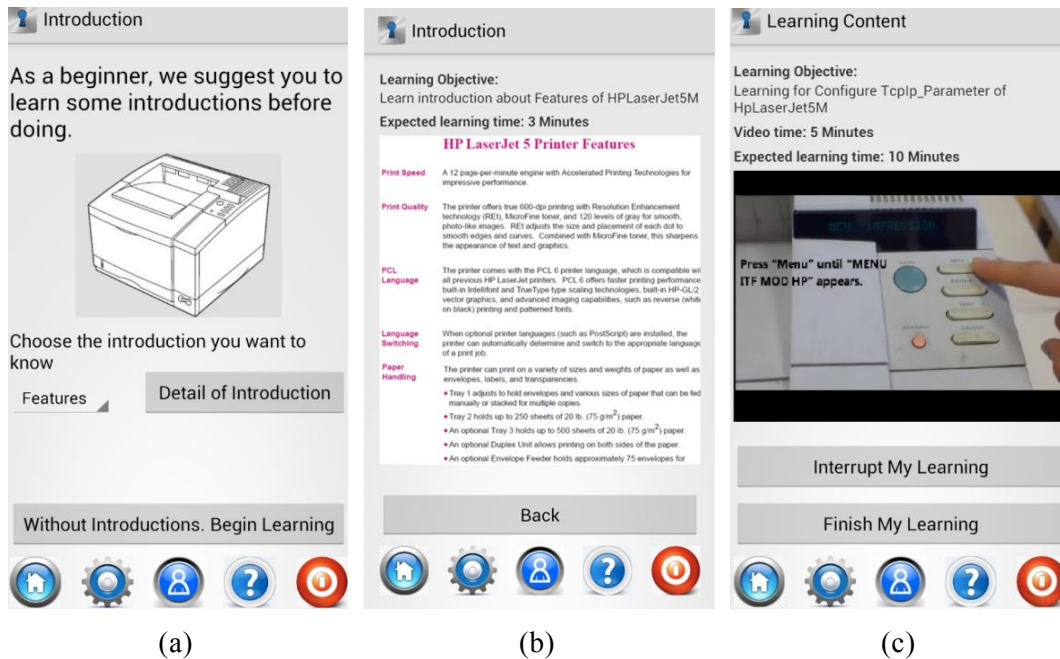 Introduction
As a beginner, we suggest you to
learn some introductions before
doing.
Choose the introduction you want to
know
Features
Detail of Introduction
Without Introductions. Begin Learning
(a)
Introduction
Learning Objective:
Learn introduction about Features of HPLaserJet5M
Expected learning time: 3 Minutes
HP LaserJet 5 Printer Features
Print Speed
A 12 page-per-minute engine with Accelerated Printing Technologies for
impressive performance.
Print Quality
The printer offers true 600-dpi printing with Resolution Enhancement
technology (REt), MicroFine toner, and 120 levels of gray for smooth,
photo-like images. REt adjusts the size and placement of each dot to
smooth edges and curves. Combined with MicroFine toner, this sharpens
the appearance of text and graphics.
PCL
Language
The printer comes with the PCL 6 printer language, which is compatible wi
all previous HP LaserJet printers. PCL 6 offers faster printing performance
built-in Intellifont and TrueType type scaling technologies, built-in HP-GL/2
vector graphics, and advanced imaging capabilities, such as reverse (white
on black) printing and patterned fonts.
Language
Switching
When optional printer languages (such as PostScript) are installed, the
printer can automatically determine and switch to the appropriate language
of a print job.
Paper
Handling
The printer can print on a variety of sizes and weights of paper as well as
envelopes, labels, and transparencies.
• Tray 1 adjusts to hold envelopes and various sizes of paper that can be fed
manually or stacked for multiple copies.
• Tray 2 holds up to 250 sheets of 20 lb. (75 g/m²) paper.
• An optional Tray 3 holds up to 500 sheets of 20 lb. (75 g/m²) paper.
• An optional Duplex Unit allows printing on both sides of the paper.
• An optional Envelope Feeder holds approximately 75 envelopes for
Back
(b)
Learning Content
Learning Objective:
Learning for Configure TcpIp_Parameter of
HpLaserJet5M
Video time: 5 Minutes
Expected learning time: 10 Minutes
MENU IMPRESSION
Press "Menu" until "MENU
ITF MOD HP" appears.
Interrupt My Learning
Finish My Learning
(c)